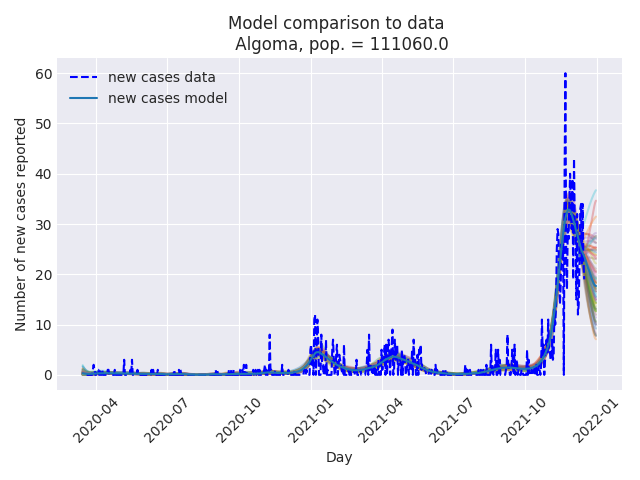 Model comparison to data
Algoma, pop. = 111060.0
new cases data
new cases model
Number of new cases reported
60
50
40
30
20
10
0
2020-04
2020-07
2020-10
2021-01
2021-04
2021-07
2021-10
2022-01
Day